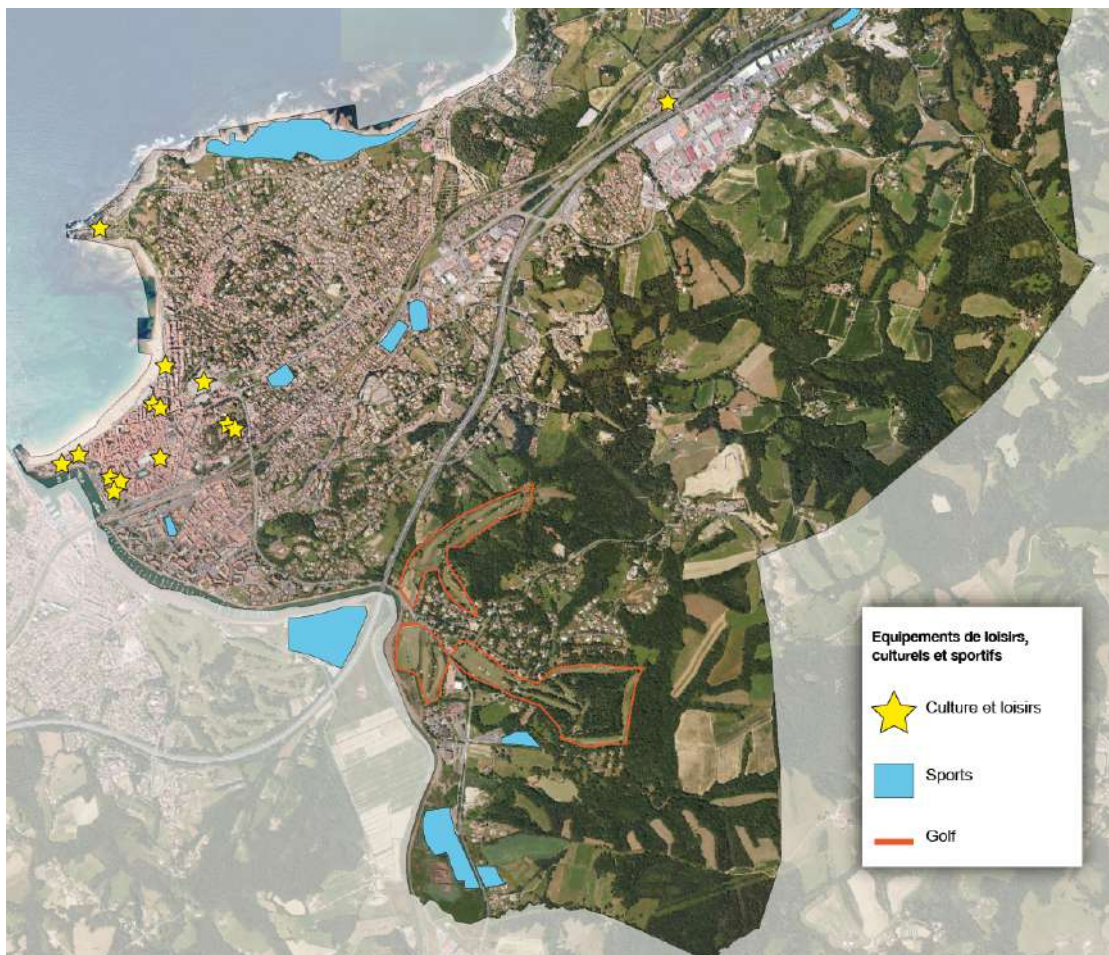 Equipements de loisirs,
culturels et sportifs
Culture et loisirs
Sports
Golf